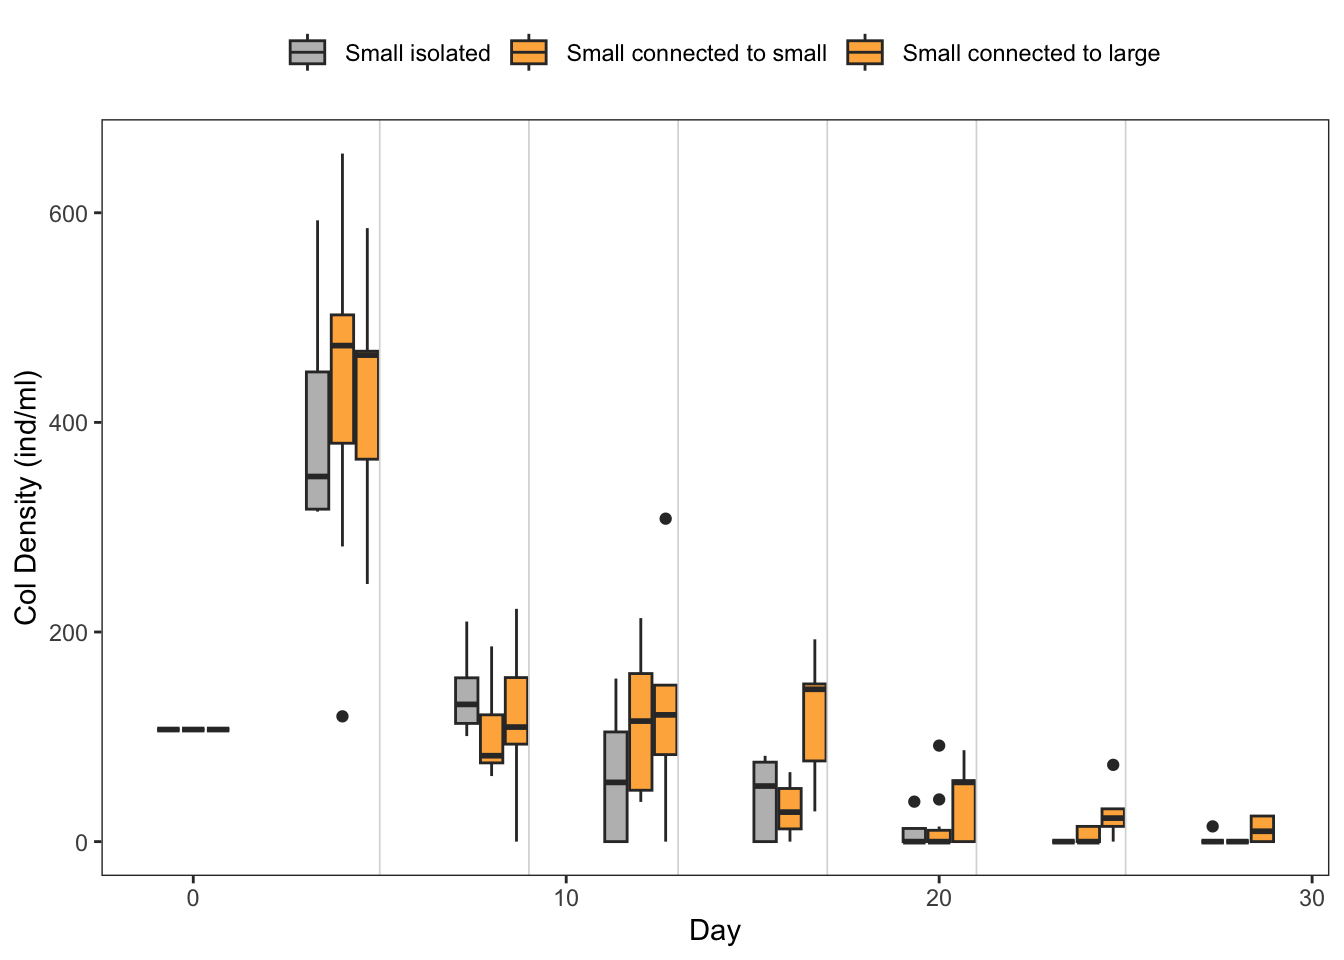 Small isolated Small connected to small Small connected to large
600
400
200
0
Col Density (ind/ml)
0 10 20 30
Day